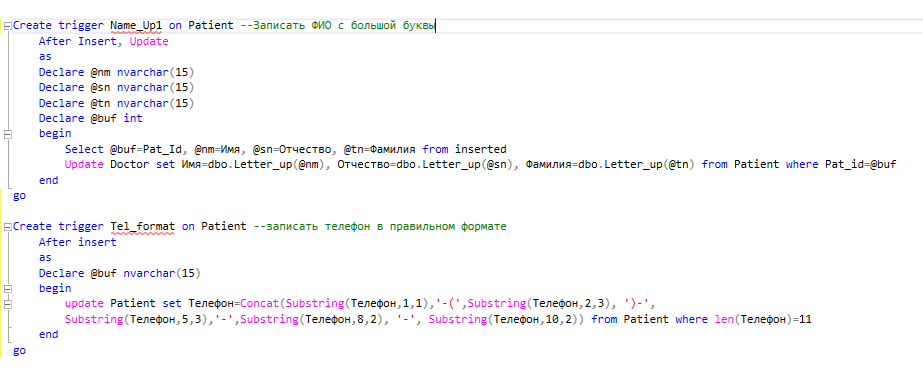 Create trigger Name_Up1 on Patient --Записать ФИО с большой буквы
After Insert, Update
as
Declare @nm nvarchar(15)
Declare @sn nvarchar(15)
Declare @tn nvarchar(15)
Declare @buf int
begin
Select @buf=Pat_Id, @nm=Имя, @sn=Отчество, @tn=Фамилия from inserted
Update Doctor set Имя=dbo.Letter_up(@nm), Отчество=dbo.Letter_up(@sn), Фамилия=dbo.Letter_up(@tn) from Patient where Pat_id=@buf
end
go
Create trigger Tel_format on Patient --записать телефон в правильном формате
After insert
as
Declare @buf nvarchar(15)
begin
update Patient set Телефон=Concat(Substring(Телефон,1,1),'-(',Substring(Телефон,2,3), ')-',
Substring(Телефон,5,3),'-',Substring(Телефон,8,2), '-', Substring(Телефон,10,2)) from Patient where len(Телефон)=11
end
go